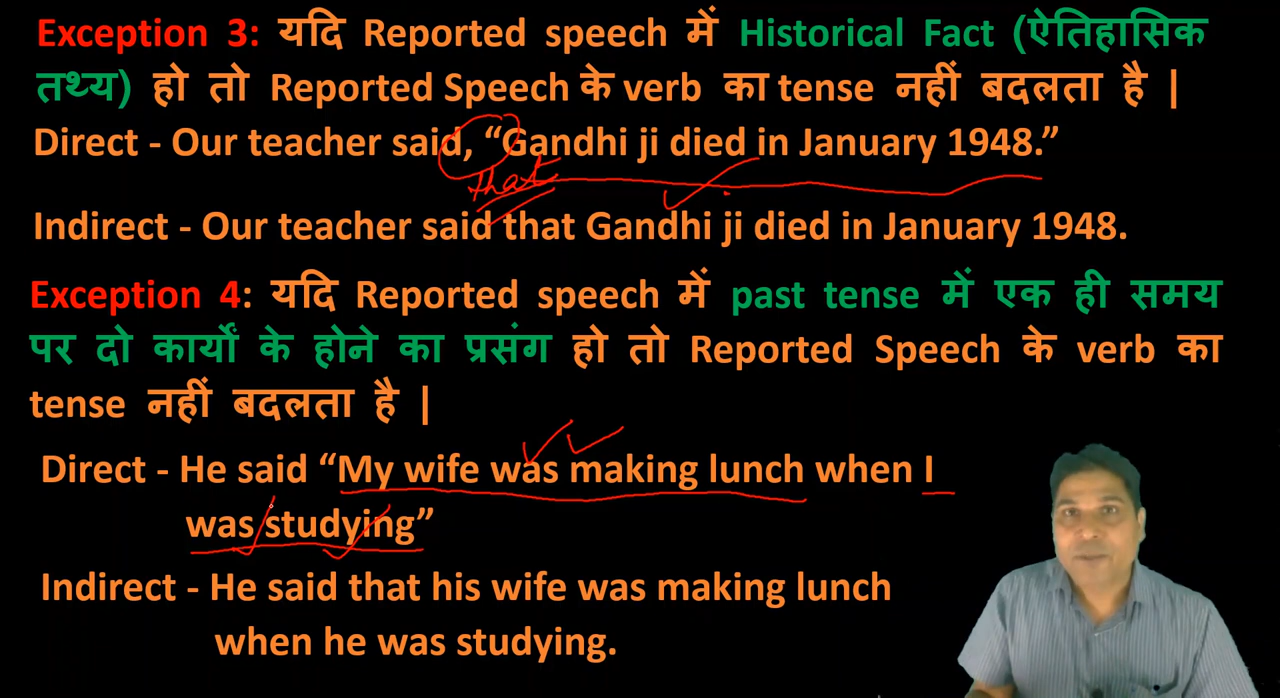 Exception 3: यदि Reported speech में Historical Fact (ऐतिहासिक
तथ्य) हो तो Reported Speech के verb का tense नहीं बदलता है |
Direct - Our teacher said, “Gandhi ji died in January 1948.”
that
Indirect - Our teacher said that Gandhi ji died in January 1948.
Exception 4: यदि Reported speech में past tense में एक ही समय
पर दो कार्यों के होने का प्रसंग हो तो Reported Speech के verb का
tense नहीं बदलता है |
Direct - He said “My wife was making lunch when I
was studying”
Indirect - He said that his wife was making lunch
when he was studying.